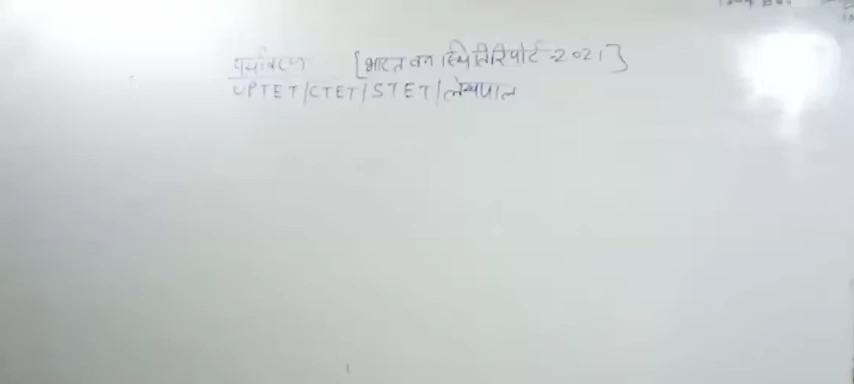 पर्यावरण [भारत वन स्थिति रिपोर्ट -2021]
UPTET/CTET/STET/लेखपाल